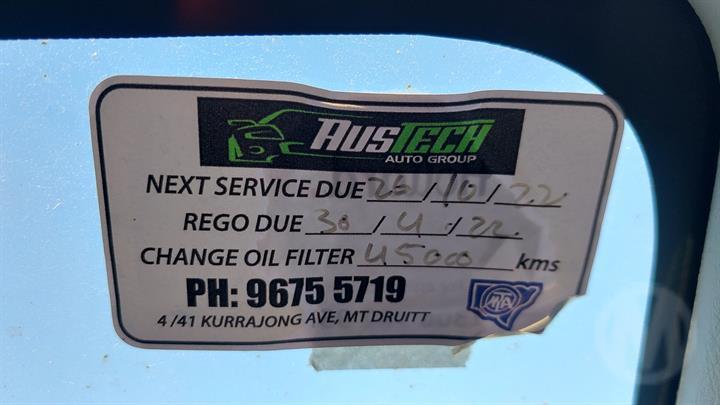 AUSTECH
AUTO GROUP
NEXT SERVICE DUE 26/10/22
REGO DUE 30/4/22
CHANGE OIL FILTER 45000 kms
PH: 9675 5719
4/41 KURRAJONG AVE, MT DRUITT
MTA